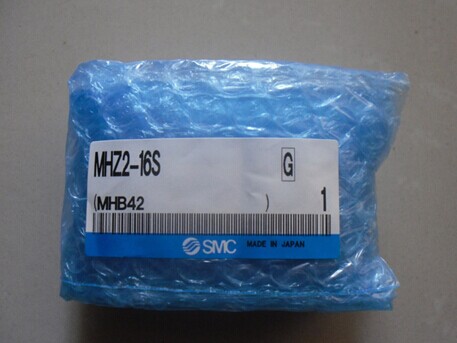 MHZ2-16S G
(MHB42 ) 1
SMC MADE IN JAPAN